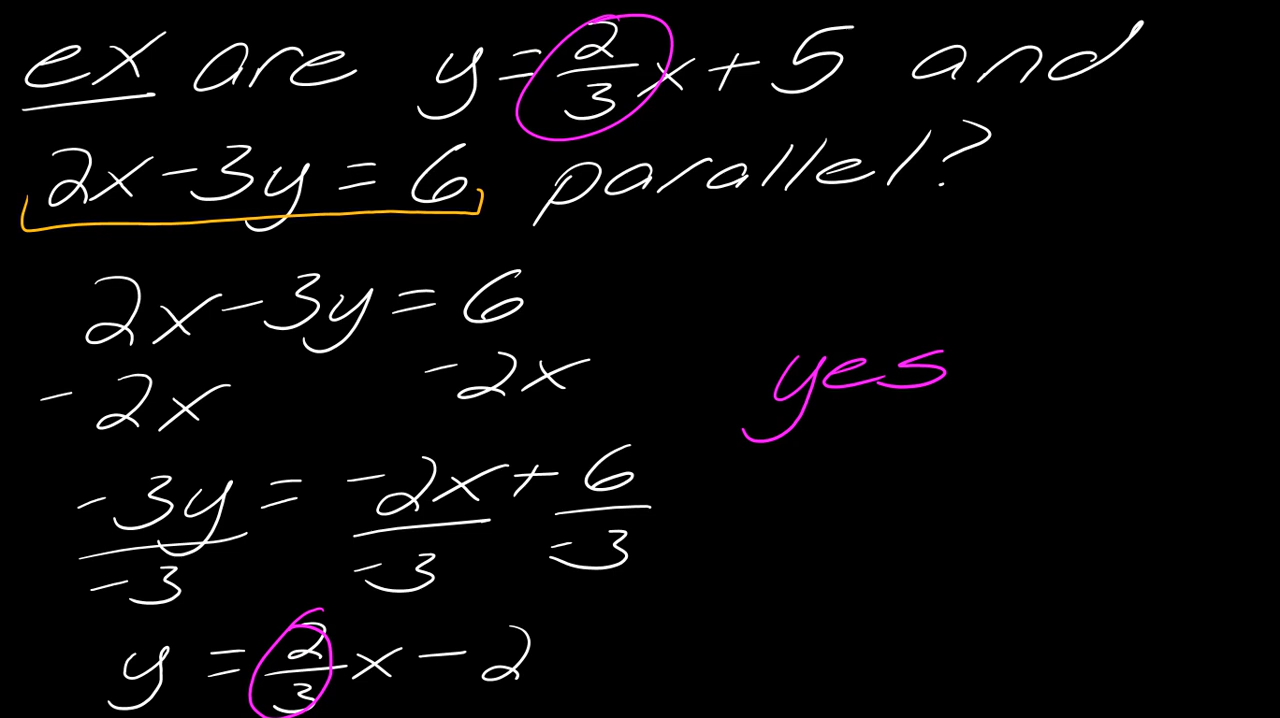 ex are y = 2/3 x + 5 and
2x - 3y = 6 parallel?
2x - 3y = 6
- 2x - 2x
yes
-3y = -2x + 6
-3 -3 -3
y = 2/3 x - 2